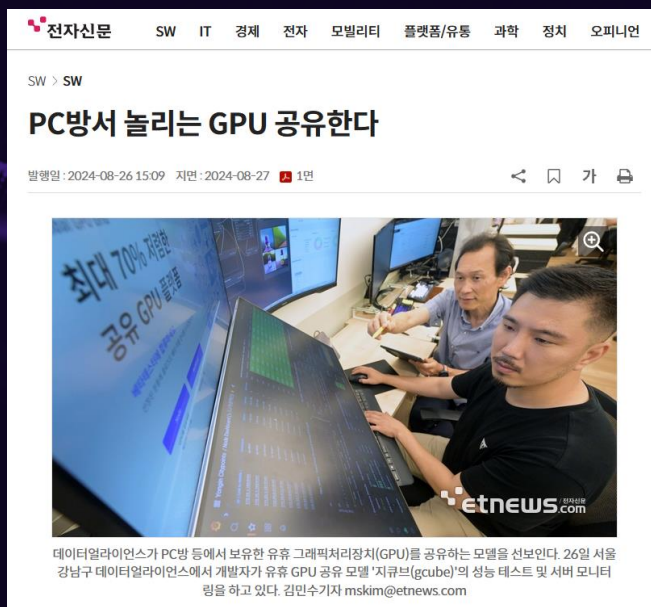 전자신문 SW IT 경제 전자 모빌리티 플랫폼/유통 과학 정치 오피니언
SW > SW
PC방서 놀리는 GPU 공유한다
발행일 : 2024-08-26 15:09 지면 : 2024-08-27 1면
가
최대 70% 저렴한
공유 GPU 플랫폼
etnews.com 전자신문
데이터얼라이언스가 PC방 등에서 보유한 유휴 그래픽처리장치(GPU)를 공유하는 모델을 선보인다. 26일 서울
강남구 데이터얼라이언스에서 개발자가 유휴 GPU 공유 모델 '지큐브(gcube)'의 성능 테스트 및 서버 모니터
링을 하고 있다. 김민수기자 mskim@etnews.com